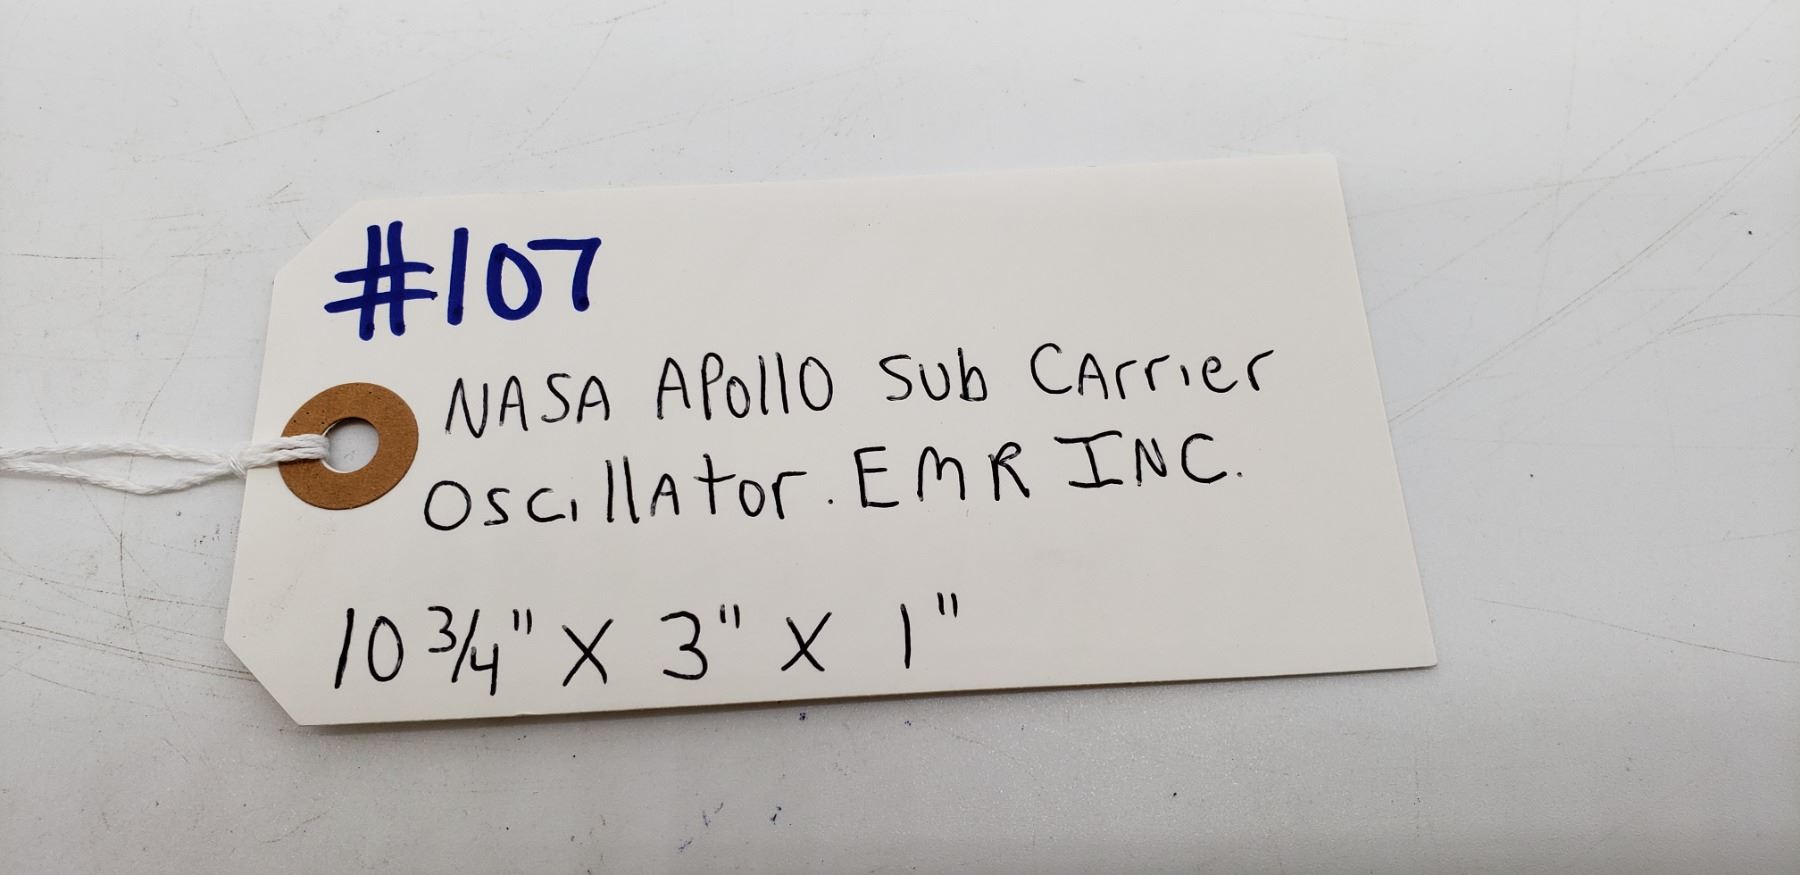 #107
NASA APollO Sub CArrier
OscillAtor. EMR INC.
10 3/4" X 3" X 1"